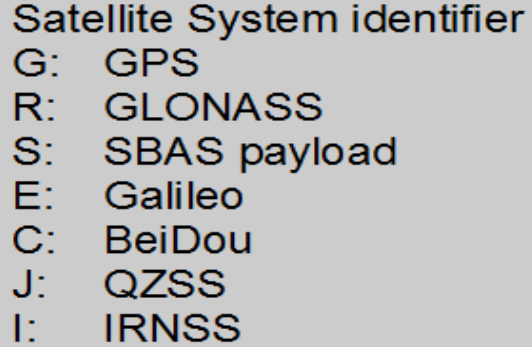 Satellite System identifier
G: GPS
R: GLONASS
S: SBAS payload
E: Galileo
C: BeiDou
J: QZSS
I: IRNSS